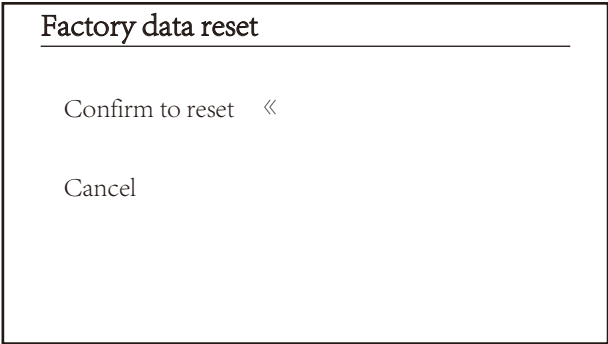 Factory data reset
Confirm to reset «
Cancel